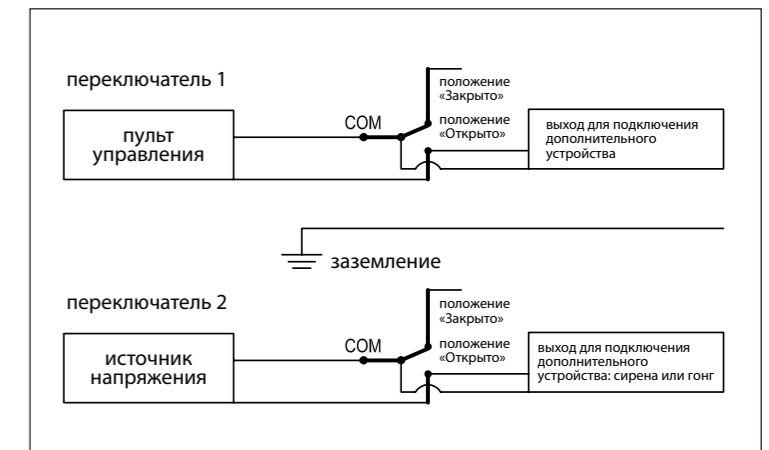 переключатель 1
положение
«Закрыто»
пульт
управления
COM
положение
«Открыто»
выход для подключения
дополнительного
устройства
заземление
переключатель 2
положение
«Закрыто»
источник
напряжения
COM
положение
«Открыто»
выход для подключения
дополнительного
устройства: сирена или гонг